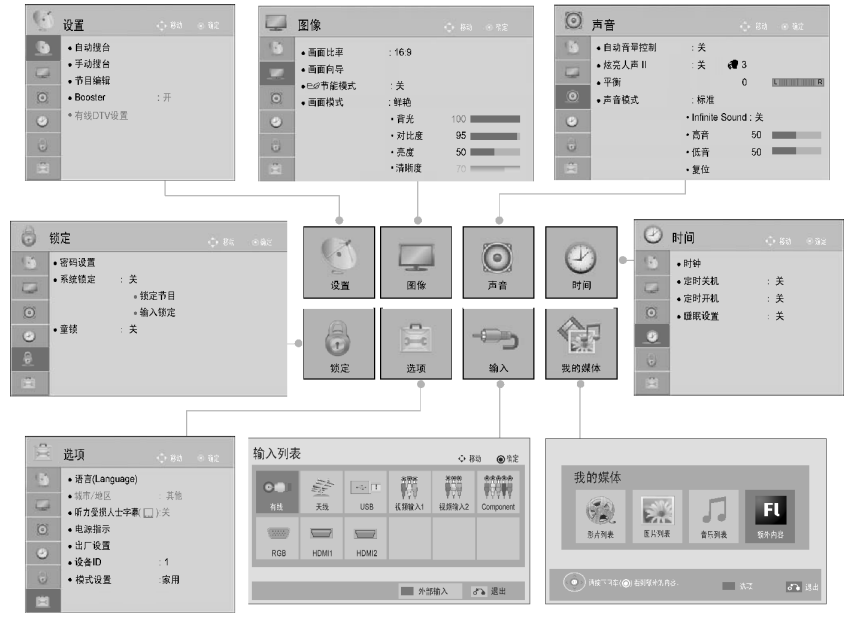 设置
移动 确定
自动搜台
手动搜台
节目编辑
Booster : 开
有线DTV设置
图像
移动 确定
画面比率 : 16:9
画面向导
节能模式 : 关
画面模式 : 鲜艳
背光 100
对比度 95
亮度 50
清晰度 70
声音
移动 确定
自动音量控制 : 关
炫亮人声 II : 关 3
平衡 0 L R
声音模式 : 标准
Infinite Sound : 关
高音 50
低音 50
复位
锁定
移动 确定
密码设置
系统锁定 : 关
锁定节目
输入锁定
童锁 : 关
设置
图像
声音
时间
锁定
选项
输入
我的媒体
时间
移动 确定
时钟
定时关机 : 关
定时开机 : 关
睡眠设置 : 关
选项
移动 确定
语言(Language)
城市/地区 : 其他
听力受损人士字幕( ) : 关
电源指示
出厂设置
设备ID : 1
模式设置 : 家用
输入列表
移动 确定
有线
天线
USB
视频输入1
视频输入2
Component
RGB
HDMI1
HDMI2
外部输入 退出
我的媒体
影片列表
图片列表
音乐列表
FL
额外内容
选项 退出